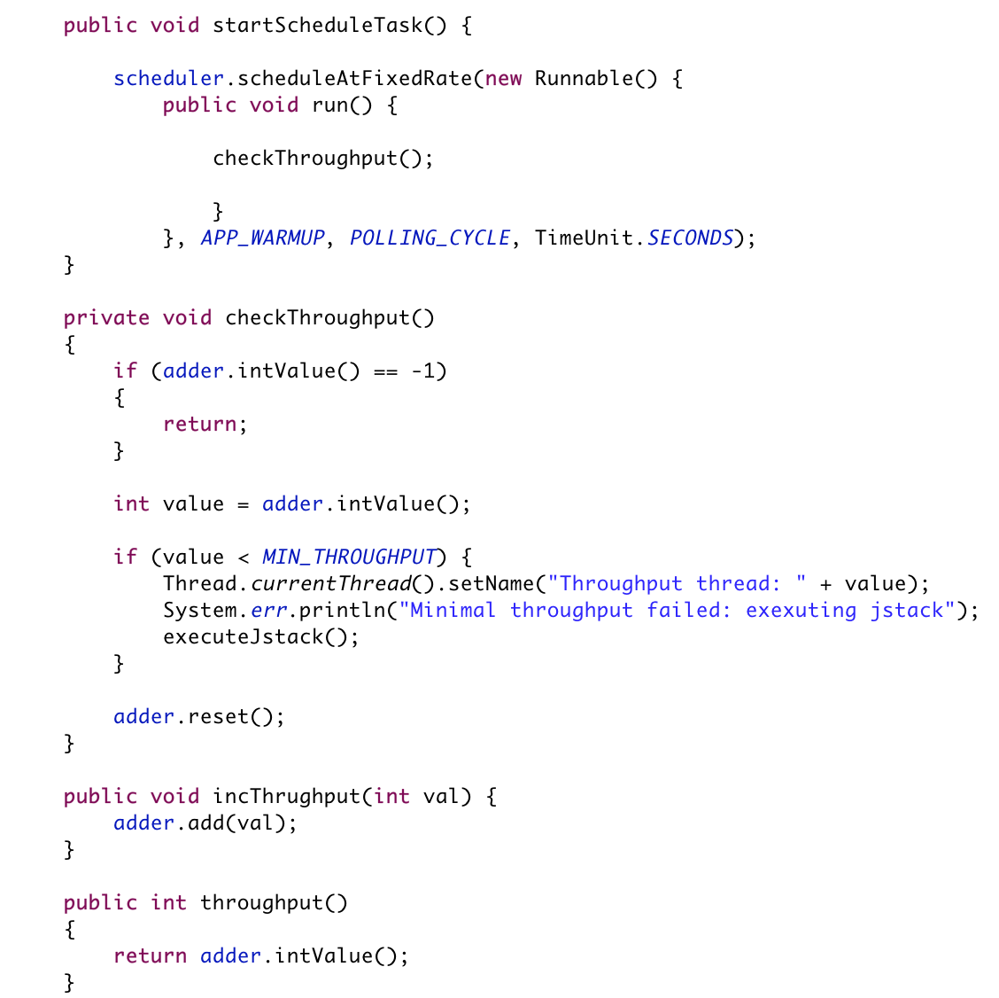 public void startScheduleTask() {
scheduler.scheduleAtFixedRate(new Runnable() {
public void run() {
checkThroughput();
}
}, APP_WARMUP, POLLING_CYCLE, TimeUnit.SECONDS);
}
private void checkThroughput()
{
if (adder.intValue() == -1)
{
return;
}
int value = adder.intValue();
if (value < MIN_THROUGHPUT) {
Thread.currentThread().setName("Throughput thread: " + value);
System.err.println("Minimal throughput failed: exexuting jstack");
executeJstack();
}
adder.reset();
}
public void incThrughput(int val) {
adder.add(val);
}
public int throughput()
{
return adder.intValue();
}